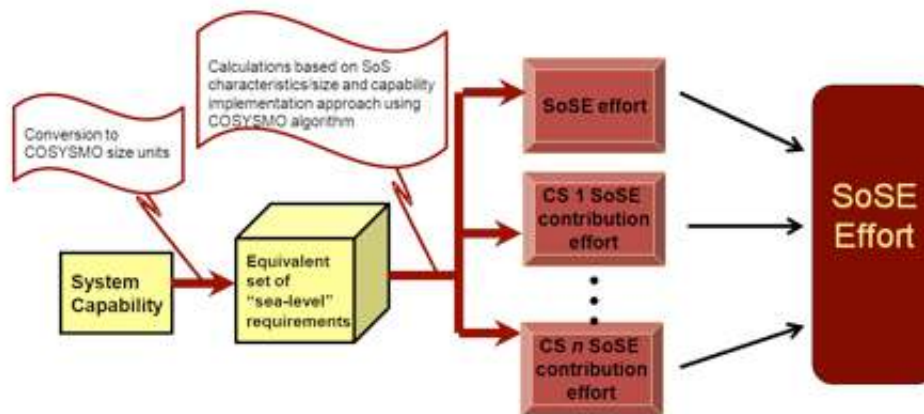 Conversion to
COSYSMO size units
Calculations based on SoS
characteristics/size and capability
implementation approach using
COSYSMO algorithm
System
Capability
Equivalent
set of
“sea-level”
requirements
SoSE effort
CS 1 SoSE
contribution
effort
CS n SoSE
contribution
effort
SoSE
Effort